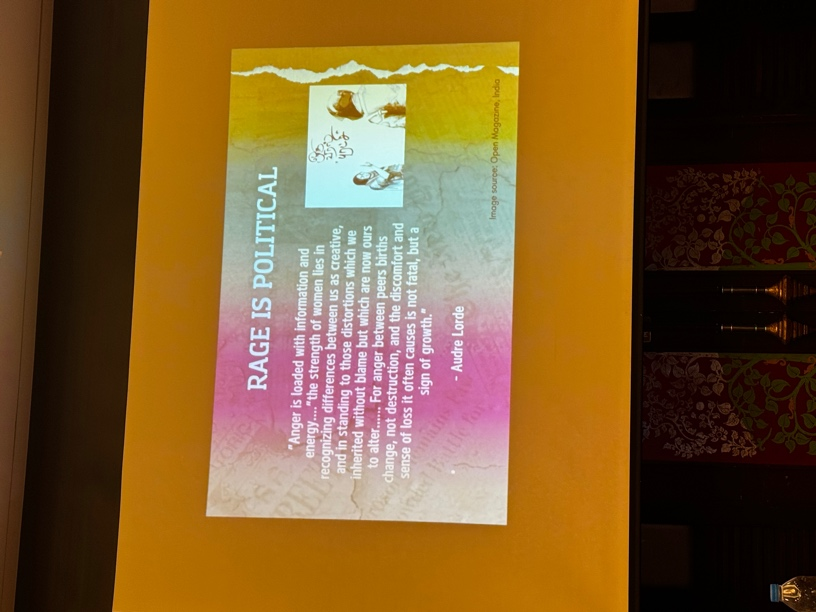 RAGE IS POLITICAL
"Anger is loaded with information and
energy...."the strength of women lies in
recognizing differences between us as creative,
and in standing to those distortions which we
inherited without blame but which are now ours
to alter...... For anger between peers births
change, not destruction, and the discomfort and
sense of loss it often causes is not fatal, but a
sign of growth."
- Audre Lorde
Image source: Open Magazine, India